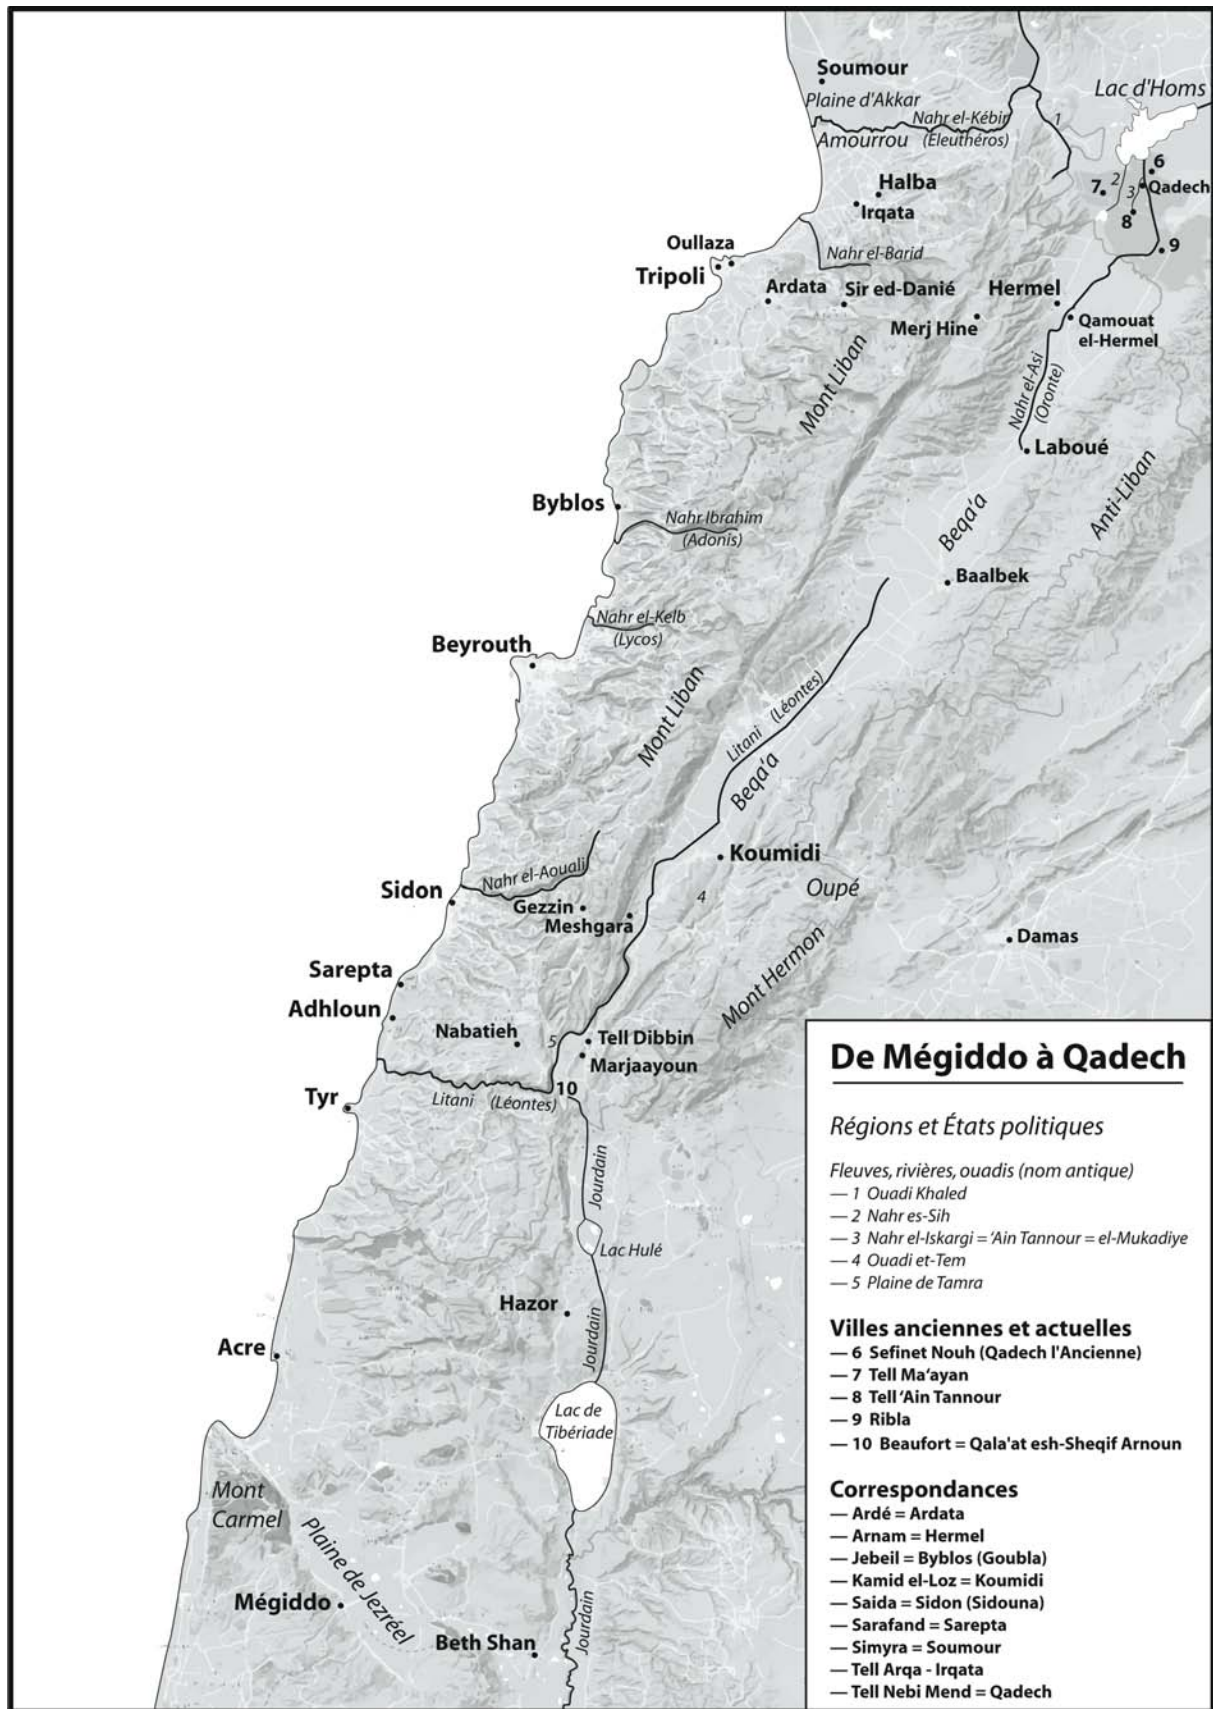 Soumour
Lac d'Homs
Plaine d'Akkar
Nahr el-Kébir
1
Amourrou
(Éleuthéros)
6
7
2
3
Qadech
Halba
8
Irqata
Oullaza
9
Nahr el-Barid
Tripoli
Ardata
Sir ed-Danié
Hermel
Merj Hine
Qamouat
el-Hermel
Mont Liban
Nahr el-Asi
(Oronte)
Laboué
Anti-Liban
Byblos
Nahr Ibrahim
(Adonis)
Beqa'a
Baalbek
Nahr el-Kelb
(Lycos)
Beyrouth
Mont Liban
Litani (Léontes)
Beqa'a
Koumidi
Nahr el-Aouali
Sidon
4
Oupé
Gezzin
Meshgara
Damas
Mont Hermon
Sarepta
Adhloun
Nabatieh
5
Tell Dibbin
Marjaayoun
10
Litani (Léontes)
Tyr
Jourdain
Lac Hulé
Hazor
Jourdain
Acre
Lac de
Tibériade
Mont
Carmel
Plaine de Jezréel
Mégiddo
Beth Shan
Jourdain
De Mégiddo à Qadech
Régions et États politiques
Fleuves, rivières, ouadis (nom antique)
— 1 Ouadi Khaled
— 2 Nahr es-Sih
— 3 Nahr el-Iskargi = 'Ain Tannour = el-Mukadiye
— 4 Ouadi et-Tem
— 5 Plaine de Tamra
Villes anciennes et actuelles
— 6 Sefinet Nouh (Qadech l'Ancienne)
— 7 Tell Ma‘ayan
— 8 Tell ‘Ain Tannour
— 9 Ribla
— 10 Beaufort = Qala'at esh-Sheqif Arnoun
Correspondances
— Ardé = Ardata
— Arnam = Hermel
— Jebeil = Byblos (Goubla)
— Kamid el-Loz = Koumidi
— Saida = Sidon (Sidouna)
— Sarafand = Sarepta
— Simyra = Soumour
— Tell Arqa - Irqata
— Tell Nebi Mend = Qadech